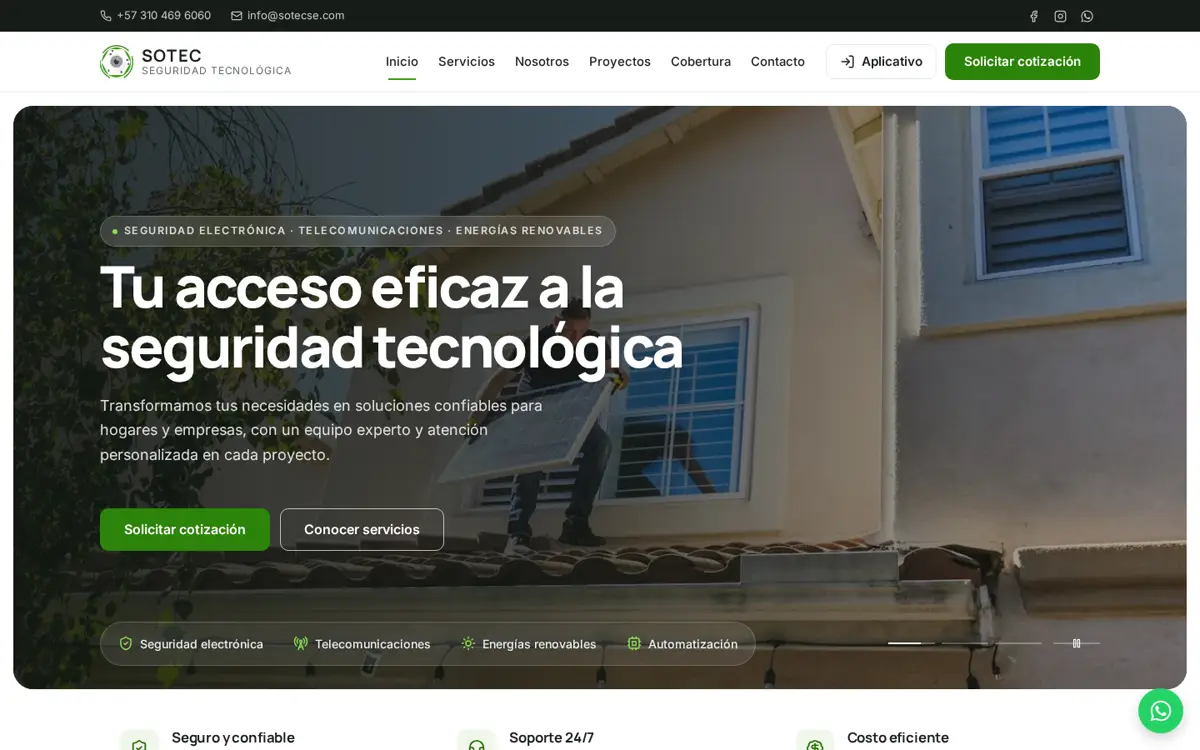 +57 310 469 6060
info@sotecse.com
SOTEC
SEGURIDAD TECNOLÓGICA
Inicio
Servicios
Nosotros
Proyectos
Cobertura
Contacto
Aplicativo
Solicitar cotización
SEGURIDAD ELECTRÓNICA · TELECOMUNICACIONES · ENERGÍAS RENOVABLES
Tu acceso eficaz a la
seguridad tecnológica
Transformamos tus necesidades en soluciones confiables para
hogares y empresas, con un equipo experto y atención
personalizada en cada proyecto.
Solicitar cotización
Conocer servicios
Seguridad electrónica
Telecomunicaciones
Energías renovables
Automatización
Seguro y confiable
Soporte 24/7
Costo eficiente